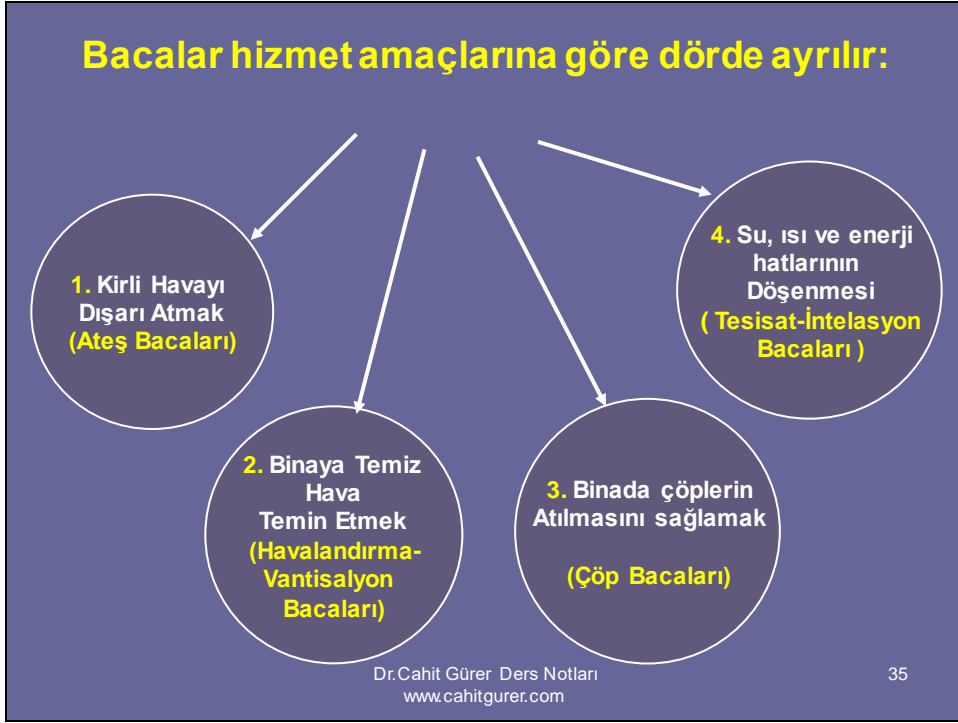 Bacalar hizmet amaçlarına göre dörde ayrılır:
1. Kirli Havayı
Dışarı Atmak
(Ateş Bacaları)
2. Binaya Temiz
Hava
Temin Etmek
(Havalandırma-
Vantisalyon
Bacaları)
3. Binada çöplerin
Atılmasını sağlamak
(Çöp Bacaları)
4. Su, ısı ve enerji
hatlarının
Döşenmesi
( Tesisat-İntelasyon
Bacaları )
Dr.Cahit Gürer Ders Notları
www.cahitgurer.com
35